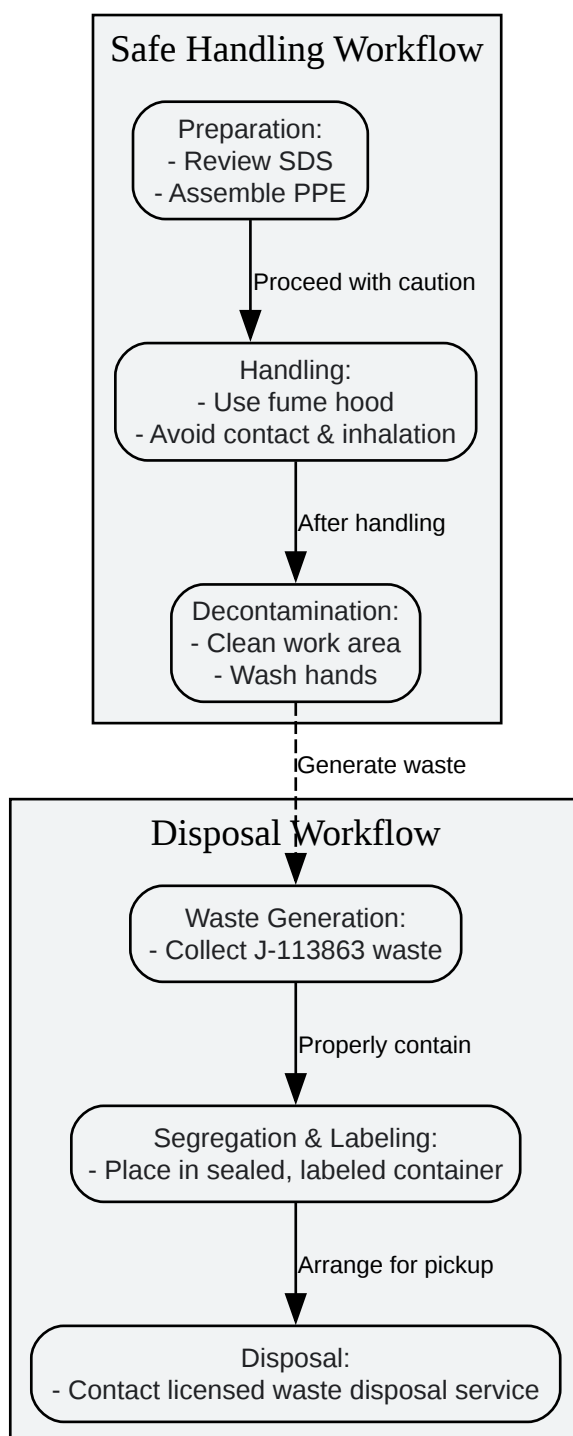 Safe Handling Workflow
Preparation:
- Review SDS
- Assemble PPE
Proceed with caution
Handling:
- Use fume hood
- Avoid contact & inhalation
After handling
Decontamination:
- Clean work area
- Wash hands
Generate waste
Disposal Workflow
Waste Generation:
- Collect J-113863 waste
Properly contain
Segregation & Labeling:
- Place in sealed, labeled container
Arrange for pickup
Disposal:
- Contact licensed waste disposal service